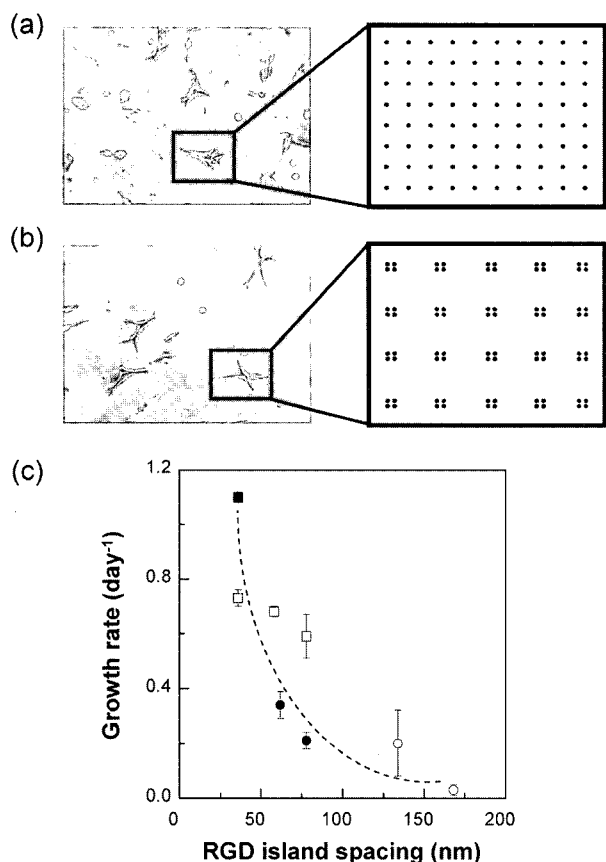 (a)
(b)
(c)
1.2
0.8
0.4
0.0
Growth rate (day⁻¹)
0 50 100 150 200
RGD island spacing (nm)